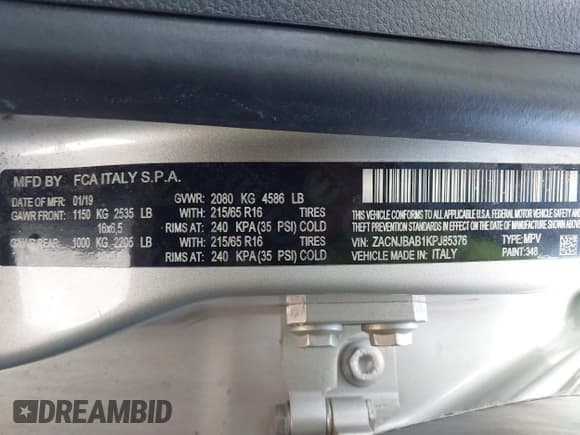 MFD BY FCA ITALY S.P.A.
DATE OF MFR: 01/19 GVWR: 2080 KG 4586 LB
GAWR FRONT: 1150 KG 2535 LB WITH: 215/65 R16 TIRES
16x6,5 RIMS AT: 240 KPA(35 PSI) COLD
GAWR REAR: 1000 KG 2205 LB WITH: 215/65 R16 TIRES
RIMS AT: 240 KPA(35 PSI) COLD
THIS VEHICLE CONFORMS TO ALL APPLICABLE
U.S.A. FEDERAL MOTOR VEHICLE SAFETY AND
THEFT PREVENTION STANDARDS IN EFFECT ON THE DATE OF MANUFACTURE SHOWN ABOVE
VIN: ZACNJBAB1KPJ85376 TYPE: MPV
VEHICLE MADE IN: ITALY PAINT: 348
DREAMBID